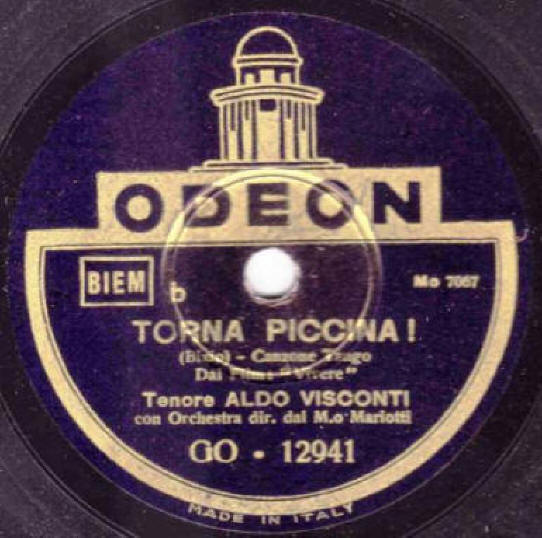 ODEON
BIEM b Mo 7067
TORNA PICCINA!
(Bixio) - Canzone Tango
Dal Film: "Vivere"
Tenore ALDO VISCONTI
con Orchestra dir. dal M.o Mariotti
GO • 12941
MADE IN ITALY